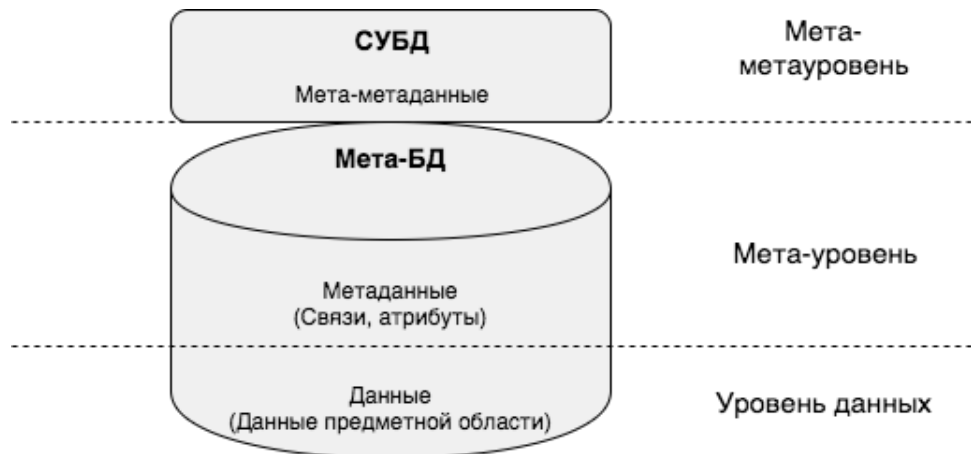 СУБД
Мета-метаданные
Мета-
метауровень
Мета-БД
Метаданные
(Связи, атрибуты)
Мета-уровень
Данные
(Данные предметной области)
Уровень данных